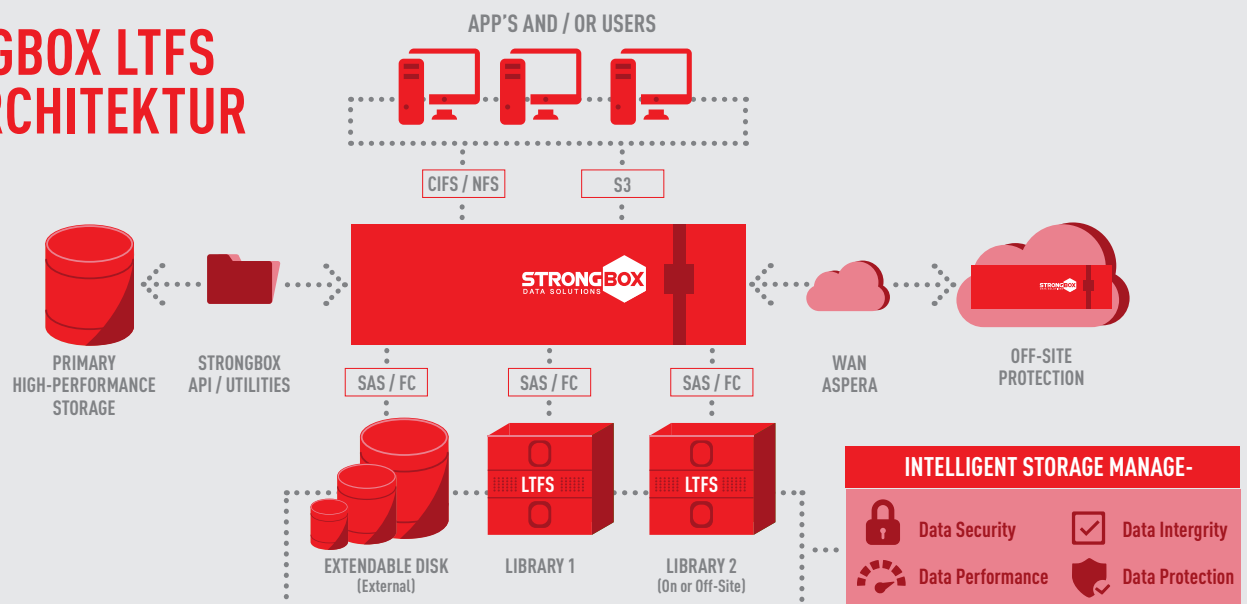 GBOX LTFS
RCHITEKTUR
APP'S AND / OR USERS
CIFS / NFS
S3
STRONGBOX
DATA SOLUTIONS
STRONGBOX
PRIMARY
HIGH-PERFORMANCE
STORAGE
STRONGBOX
API / UTILITIES
WAN
ASPERA
OFF-SITE
PROTECTION
SAS / FC
SAS / FC
SAS / FC
LTFS
LTFS
EXTENDABLE DISK
(External)
LIBRARY 1
LIBRARY 2
(On or Off-Site)
INTELLIGENT STORAGE MANAGE-
Data Security
Data Intergrity
Data Performance
Data Protection